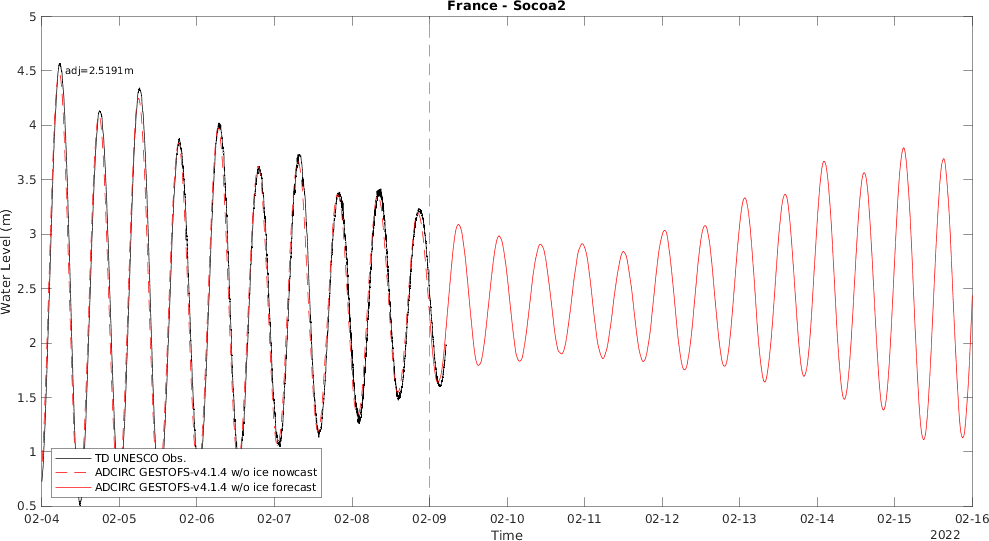 France - Socoa2
5
4.5
4
3.5
3
2.5
2
1.5
1
0.5
Water Level (m)
adj=2.5191m
TD UNESCO Obs.
ADCIRC GESTOFS-v4.1.4 w/o ice nowcast
ADCIRC GESTOFS-v4.1.4 w/o ice forecast
02-04 02-05 02-06 02-07 02-08 02-09 02-10 02-11 02-12 02-13 02-14 02-15 02-16
Time
2022